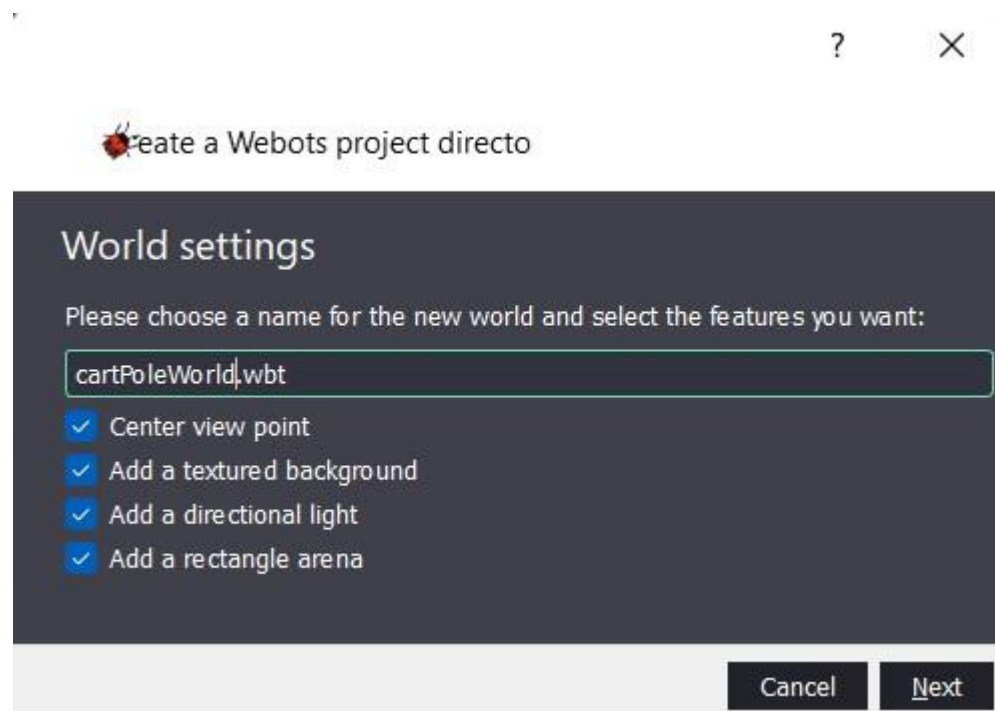 ?
eate a Webots project directo
World settings
Please choose a name for the new world and select the features you want:
cartPoleWorld.wbt
Center view point
Add a textured background
Add a directional light
Add a rectangle arena
Cancel Next